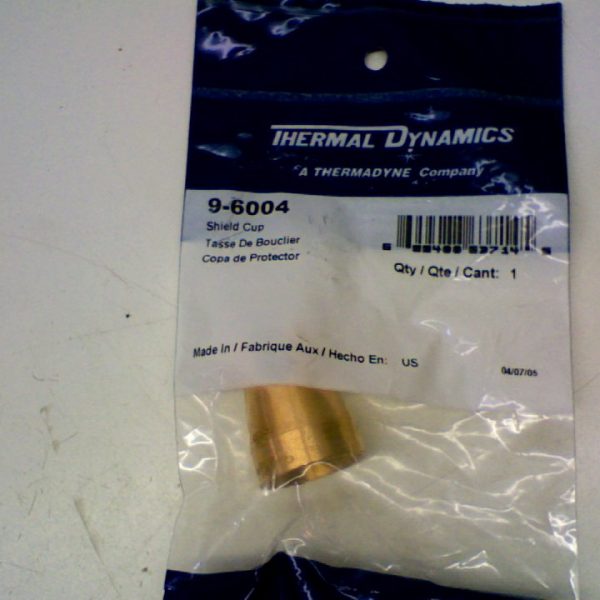 THERMAL DYNAMICS
A THERMADYNE Company
9-6004
Shield Cup
Tasse De Bouclier
Copa de Protector
Qty / Qte / Cant: 1
Made In / Fabrique Aux / Hecho En: US
04/07/05